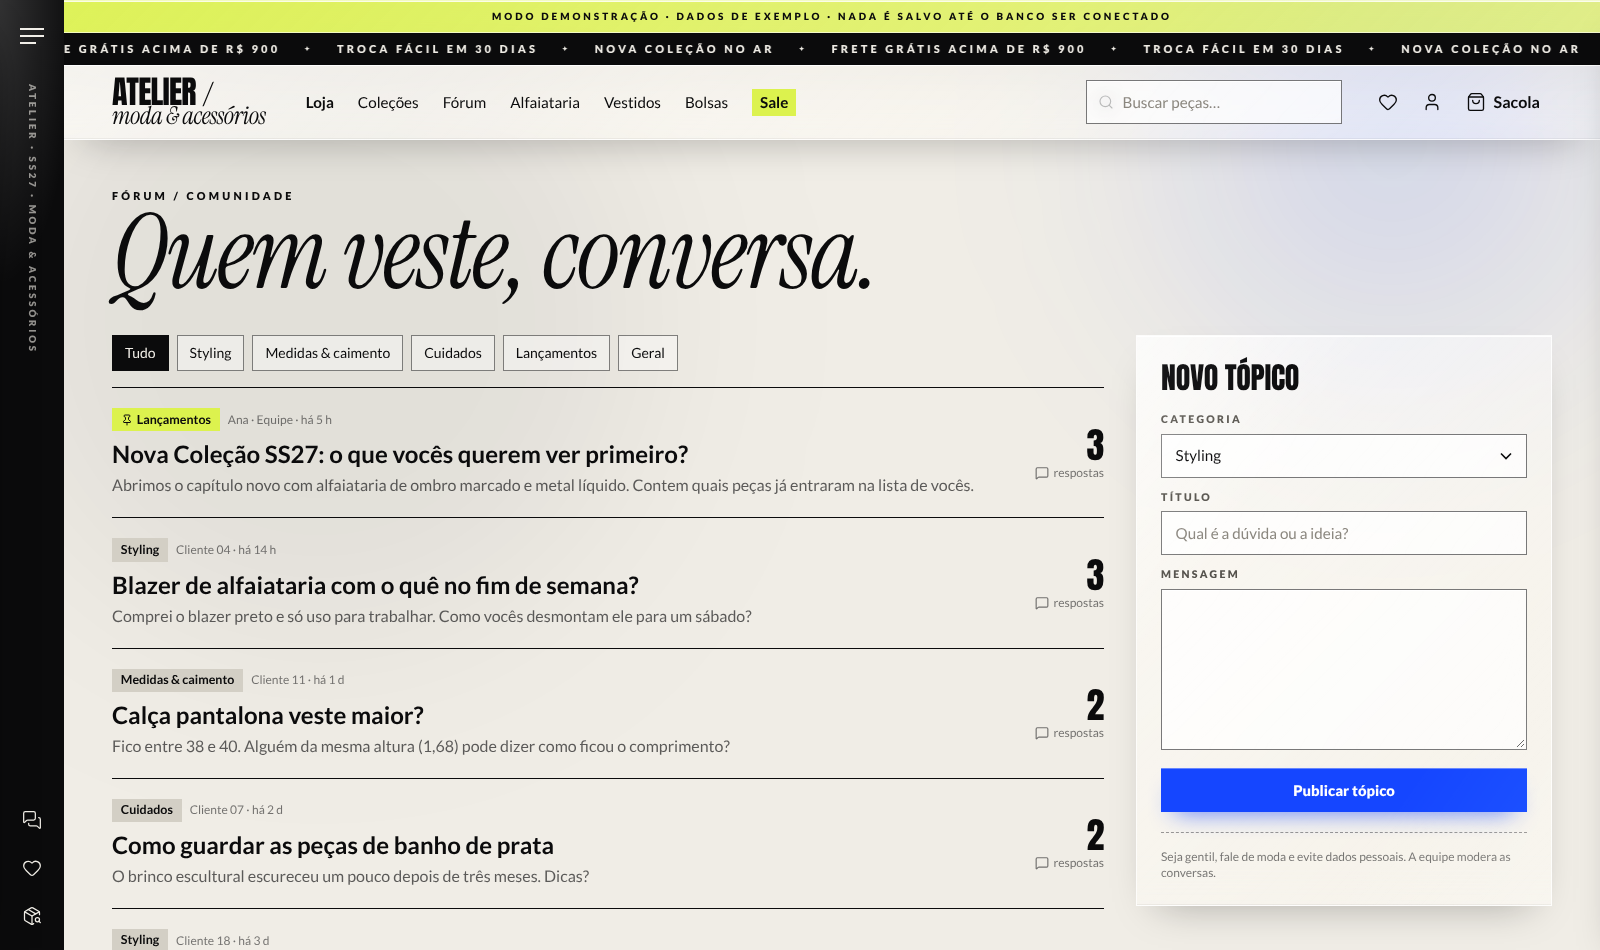 MODO DEMONSTRAÇÃO · DADOS DE EXEMPLO · NADA É SALVO ATÉ O BANCO SER CONECTADO
E GRÁTIS ACIMA DE R$ 900 ✦ TROCA FÁCIL EM 30 DIAS ✦ NOVA COLEÇÃO NO AR ✦ FRETE GRÁTIS ACIMA DE R$ 900 ✦ TROCA FÁCIL EM 30 DIAS ✦ NOVA COLEÇÃO NO AR
ATELIER · SS27 · MODA & ACESSÓRIOS
ATELIER /
moda & acessórios
Loja Coleções Fórum Alfaiataria Vestidos Bolsas Sale
Buscar peças...
Sacola
FÓRUM / COMUNIDADE
Quem veste, conversa.
Tudo Styling Medidas & caimento Cuidados Lançamentos Geral
Lançamentos Ana · Equipe · há 5 h
Nova Coleção SS27: o que vocês querem ver primeiro?
Abrimos o capítulo novo com alfaiataria de ombro marcado e metal líquido. Contem quais peças já entraram na lista de vocês.
3
respostas
Styling Cliente 04 · há 14 h
Blazer de alfaiataria com o quê no fim de semana?
Comprei o blazer preto e só uso para trabalhar. Como vocês desmontam ele para um sábado?
3
respostas
Medidas & caimento Cliente 11 · há 1 d
Calça pantalona veste maior?
Fico entre 38 e 40. Alguém da mesma altura (1,68) pode dizer como ficou o comprimento?
2
respostas
Cuidados Cliente 07 · há 2 d
Como guardar as peças de banho de prata
O brinco escultural escureceu um pouco depois de três meses. Dicas?
2
respostas
Styling Cliente 18 · há 3 d
NOVO TÓPICO
CATEGORIA
Styling
TÍTULO
Qual é a dúvida ou a ideia?
MENSAGEM
Publicar tópico
Seja gentil, fale de moda e evite dados pessoais. A equipe modera as
conversas.